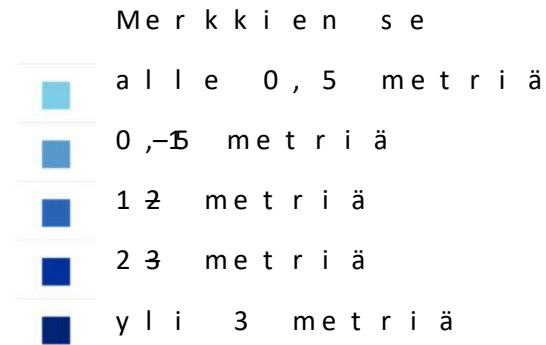 Merkkien se
alle 0,5 metriä
0,5–1 metriä
1–2 metriä
2–3 metriä
yli 3 metriä